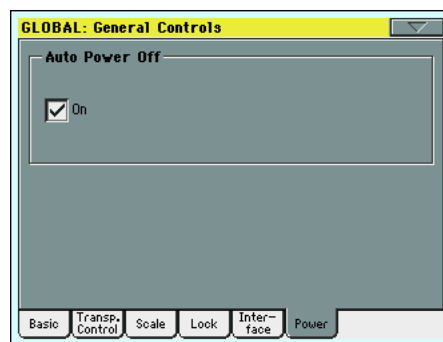 GLOBAL: General Controls
Auto Power Off
On
Basic
Transp.
Control
Scale
Lock
Inter-
face
Power